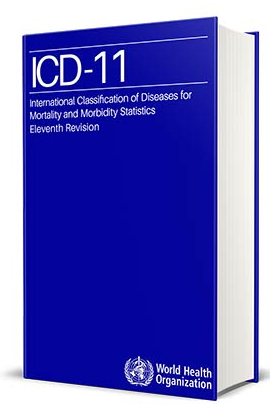 ICD-11
International Classification of Diseases for
Mortality and Morbidity Statistics
Eleventh Revision
World Health
Organization